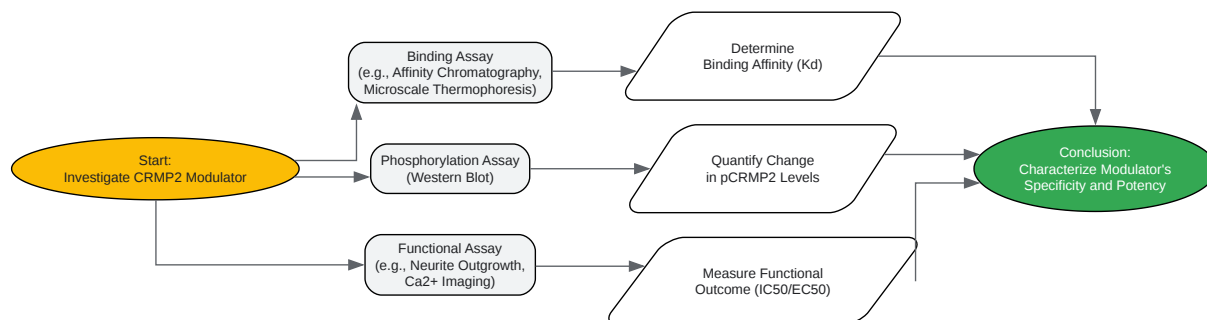 Start:
Investigate CRMP2 Modulator
Binding Assay
(e.g., Affinity Chromatography,
Microscale Thermophoresis)
Determine
Binding Affinity (Kd)
Phosphorylation Assay
(Western Blot)
Quantify Change
in pCRMP2 Levels
Functional Assay
(e.g., Neurite Outgrowth,
Ca2+ Imaging)
Measure Functional
Outcome (IC50/EC50)
Conclusion:
Characterize Modulator's
Specificity and Potency